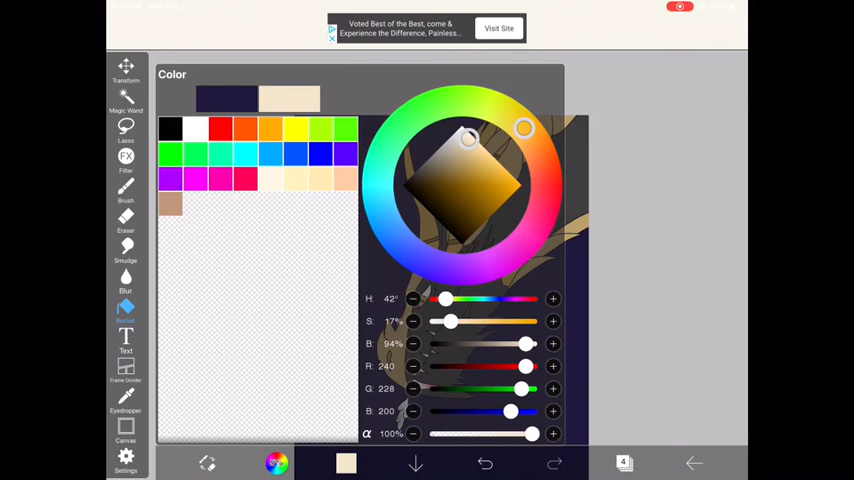 Voted Best of the Best, come &
Experience the Difference, Painless...
Visit Site
Color
Transform
Magic Wand
Lasso
FX
Filter
Brush
Eraser
Smudge
Blur
Bucket
T
Text
Frame Divider
Eyedropper
Canvas
Settings
H: 42°
S: 17%
B: 94%
R: 240
G: 228
B: 200
α 100%
4